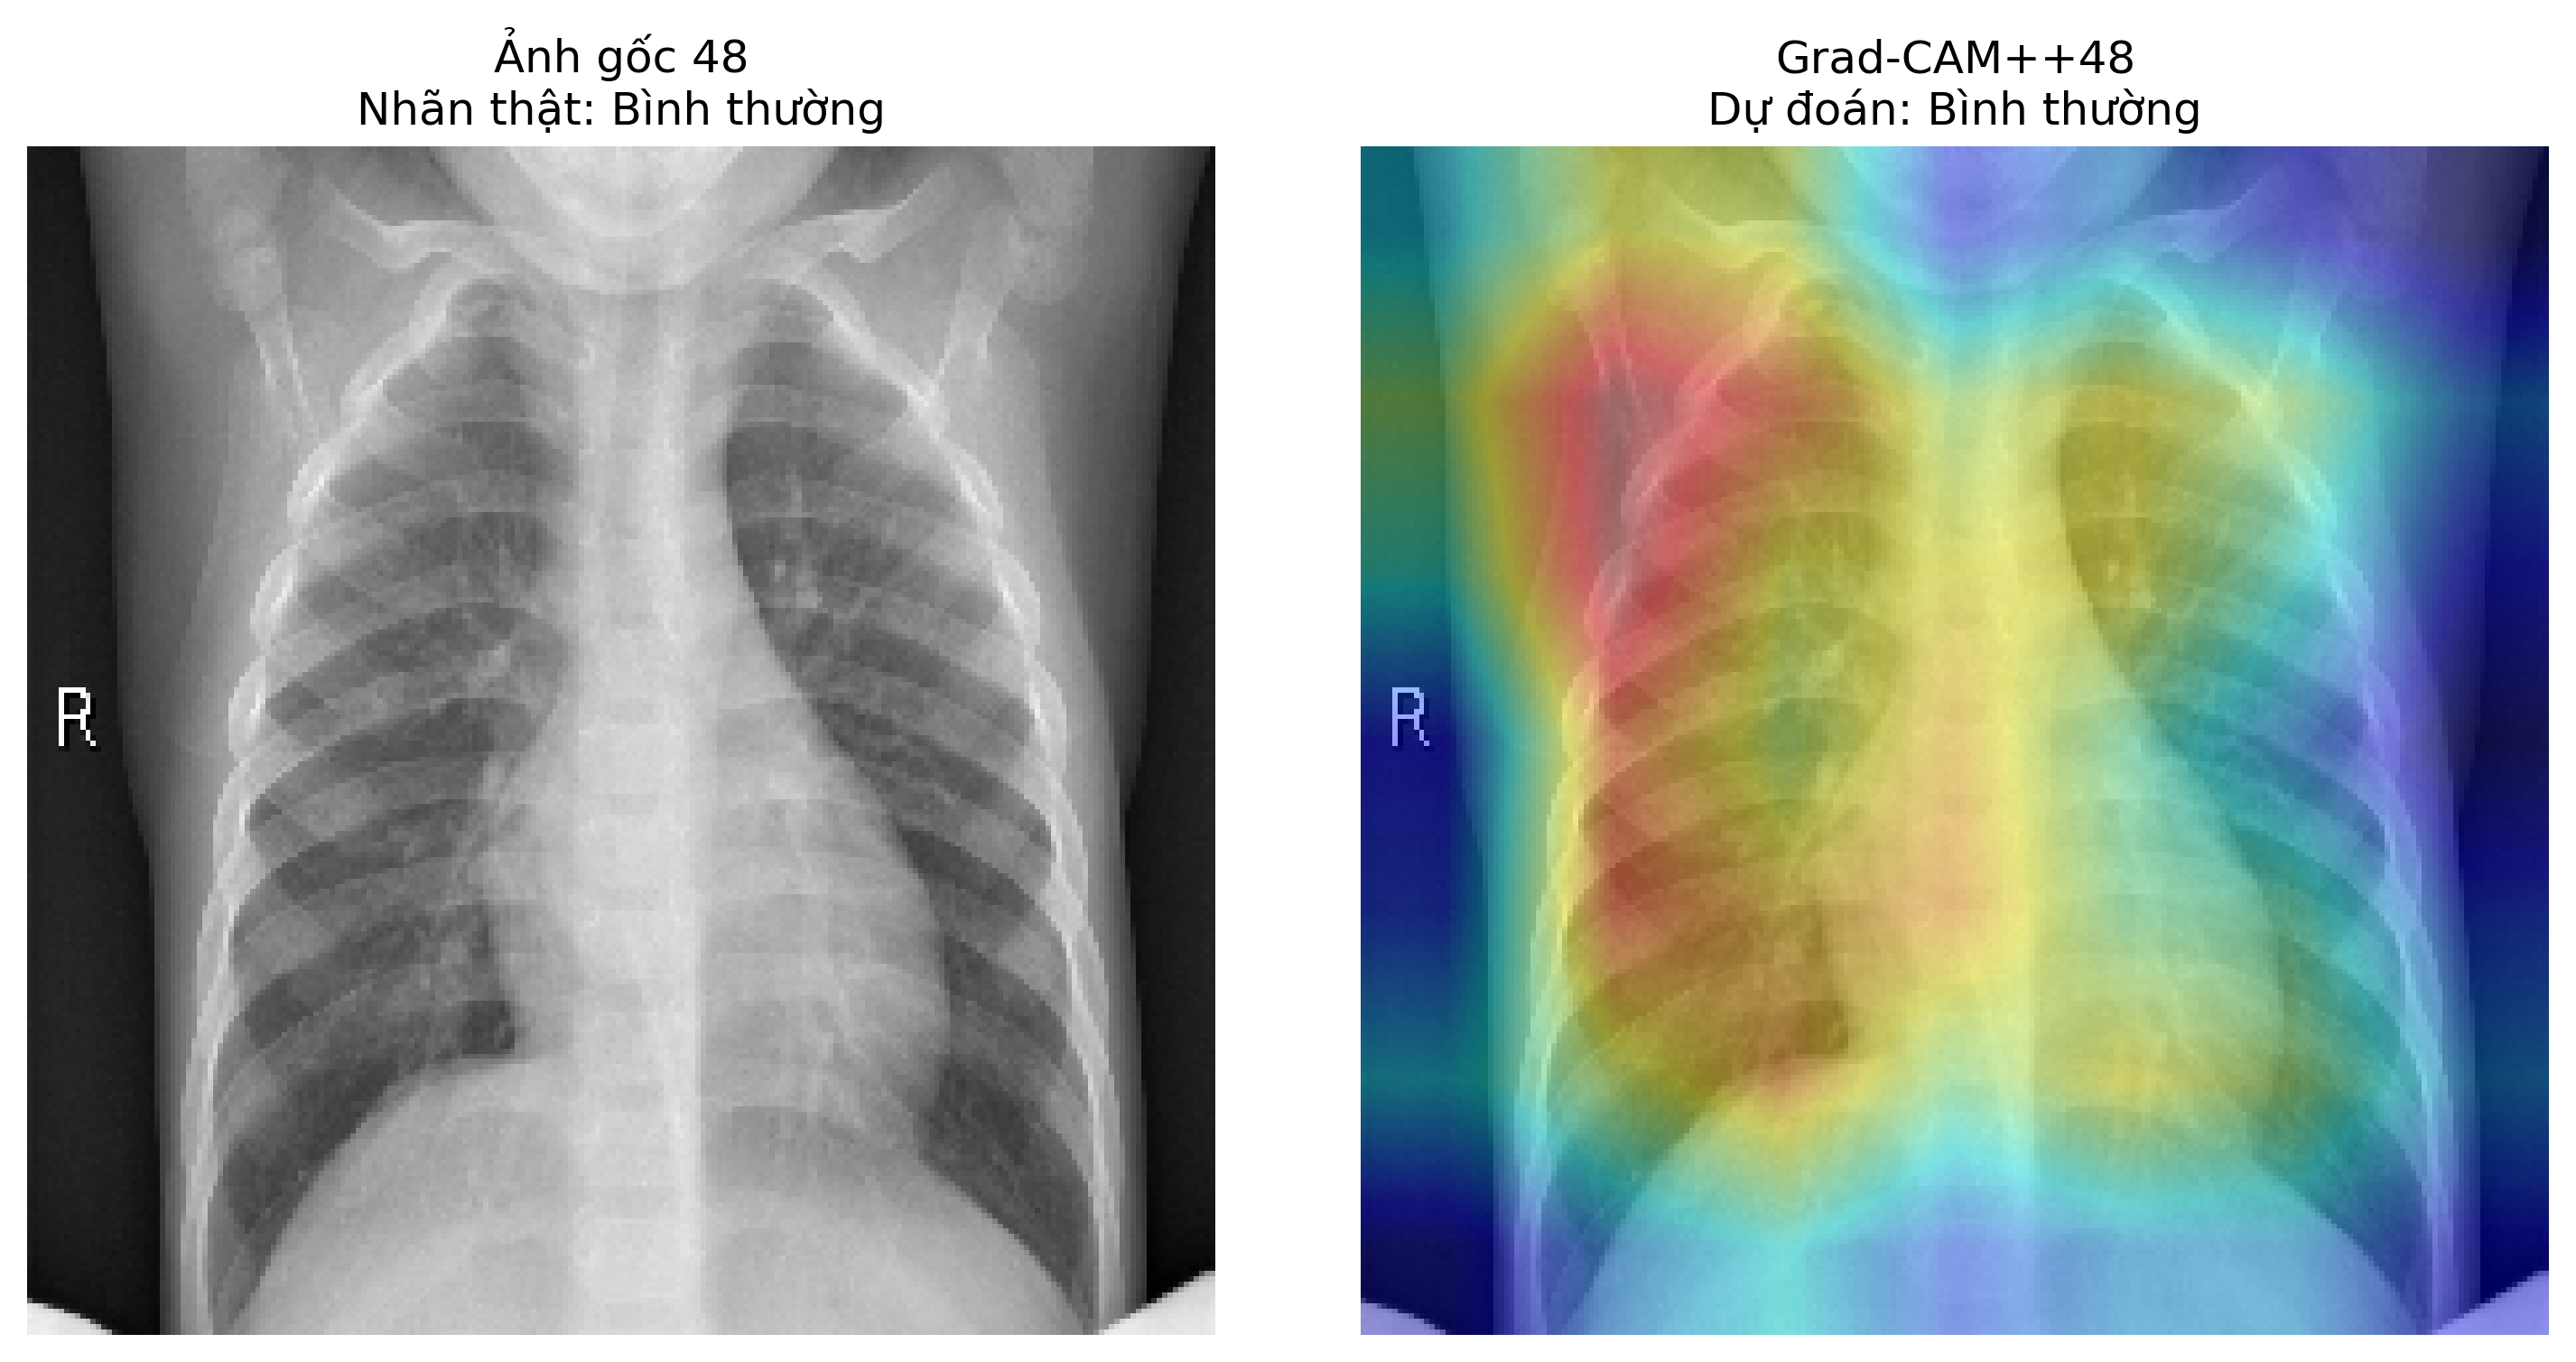 Ảnh gốc 48
Nhãn thật: Bình thường
Grad-CAM++48
Dự đoán: Bình thường
R
R